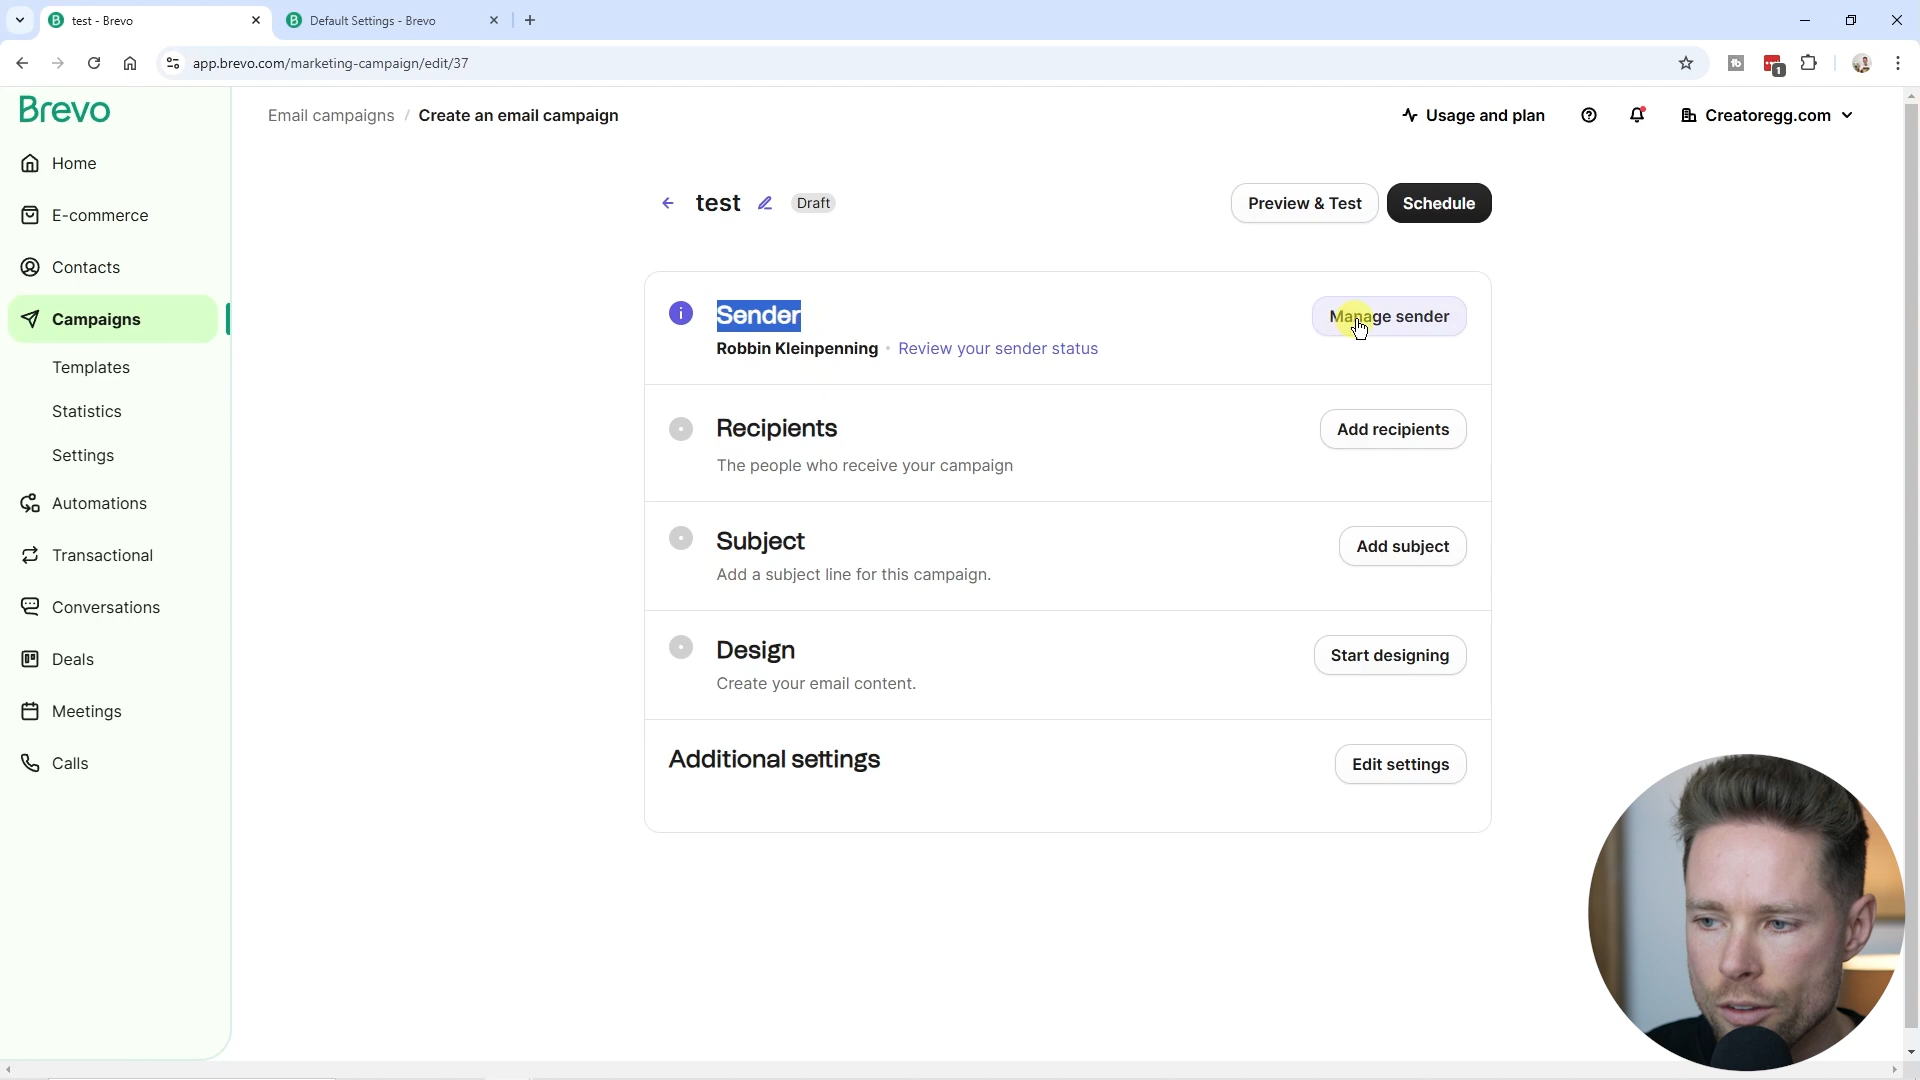 test - Brevo
Default Settings - Brevo
app.brevo.com/marketing-campaign/edit/37
1
Brevo
Home
E-commerce
Contacts
Campaigns
Templates
Statistics
Settings
Automations
Transactional
Conversations
Deals
Meetings
Calls
Email campaigns / Create an email campaign
Usage and plan
Creatoregg.com
test
Draft
Preview & Test
Schedule
Sender
Manage sender
Robbin Kleinpenning • Review your sender status
Recipients
Add recipients
The people who receive your campaign
Subject
Add subject
Add a subject line for this campaign.
Design
Start designing
Create your email content.
Additional settings
Edit settings